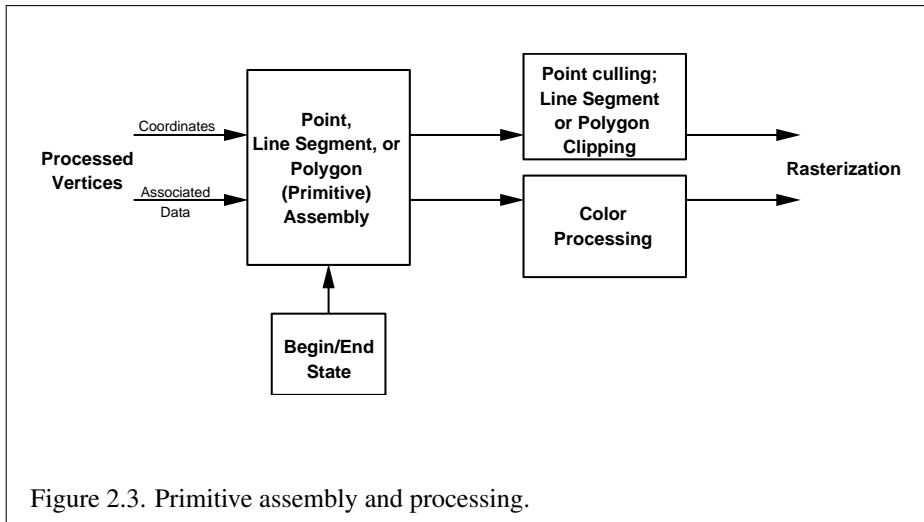 Coordinates
Processed
Vertices
Associated
Data
Point,
Line Segment, or
Polygon
(Primitive)
Assembly
Begin/End
State
Point culling;
Line Segment
or Polygon
Clipping
Color
Processing
Rasterization
Figure 2.3. Primitive assembly and processing.